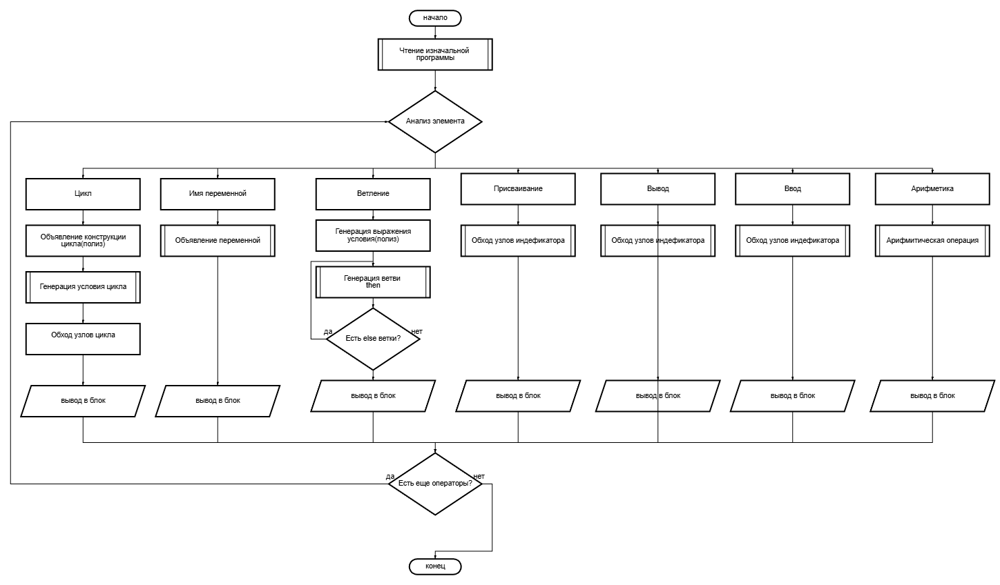 начало
Чтение изначальной
программы
Анализ элемента
Цикл
Имя переменной
Ветление
Присваивание
Вывод
Ввод
Арифметика
Объявление конструкции
цикла(полиз)
Объявление переменной
Генерация выражения
условия(полиз)
Обход узлов индефикатора
Обход узлов индефикатора
Обход узлов индефикатора
Арифмитическая операция
Генерация условия цикла
Генерация ветви
then
Обход узлов цикла
да
нет
Есть else ветки?
вывод в блок
вывод в блок
вывод в блок
вывод в блок
вывод в блок
вывод в блок
вывод в блок
да
нет
Есть еще операторы?
конец